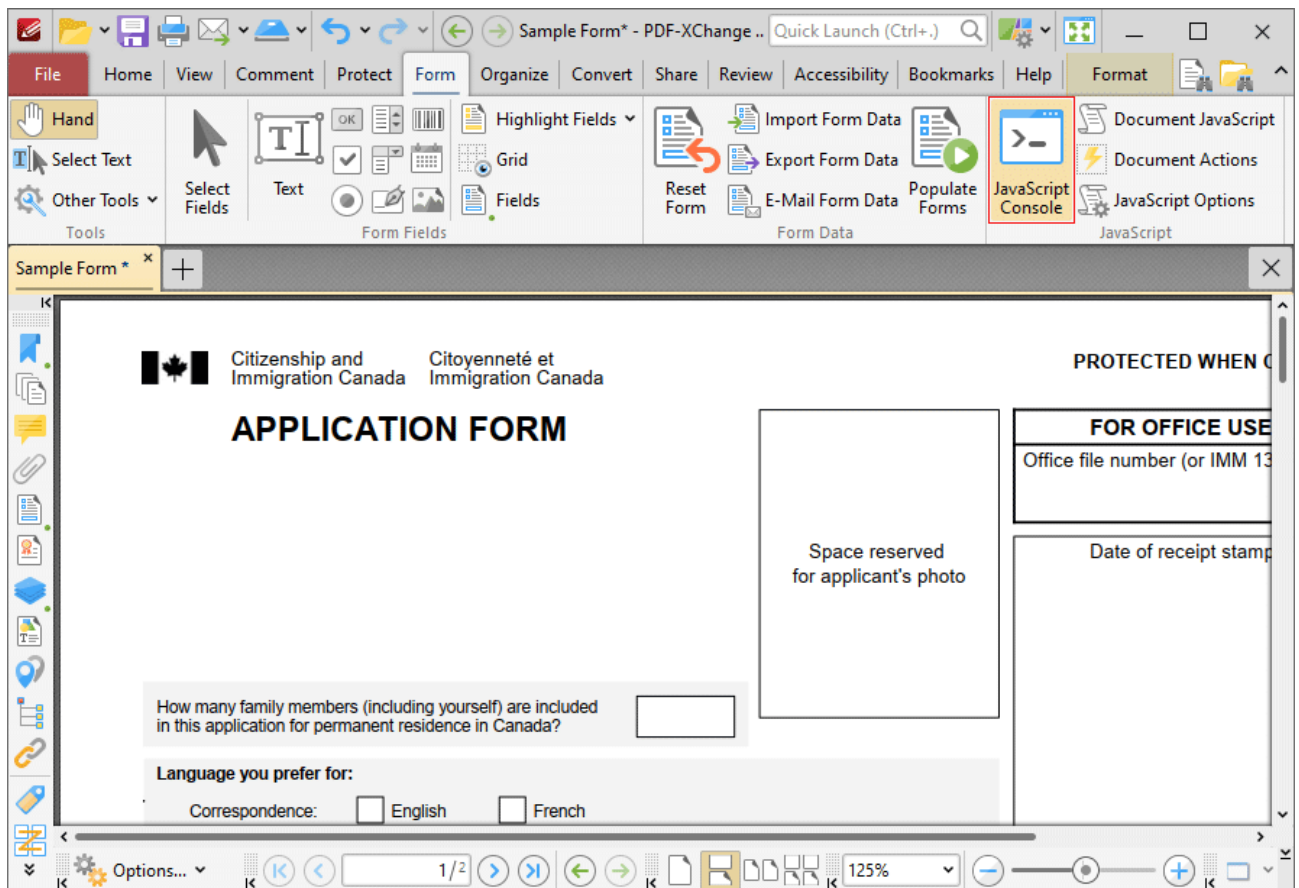 Sample Form* - PDF-XChange .. Quick Launch (Ctrl+.)
File Home View Comment Protect Form Organize Convert Share Review Accessibility Bookmarks Help Format
Hand
Select Text
Other Tools
Tools
Select Fields
Text
OK
Highlight Fields
Grid
Fields
Form Fields
Reset Form
Import Form Data
Export Form Data
E-Mail Form Data
Populate Forms
Form Data
JavaScript Console
Document JavaScript
Document Actions
JavaScript Options
JavaScript
Sample Form *
Citizenship and
Immigration Canada
Citoyenneté et
Immigration Canada
PROTECTED WHEN
APPLICATION FORM
FOR OFFICE USE
Office file number (or IMM 13
Space reserved
for applicant's photo
Date of receipt stamp
How many family members (including yourself) are included
in this application for permanent residence in Canada?
Language you prefer for:
Correspondence: English French
Options... 1/2 125%